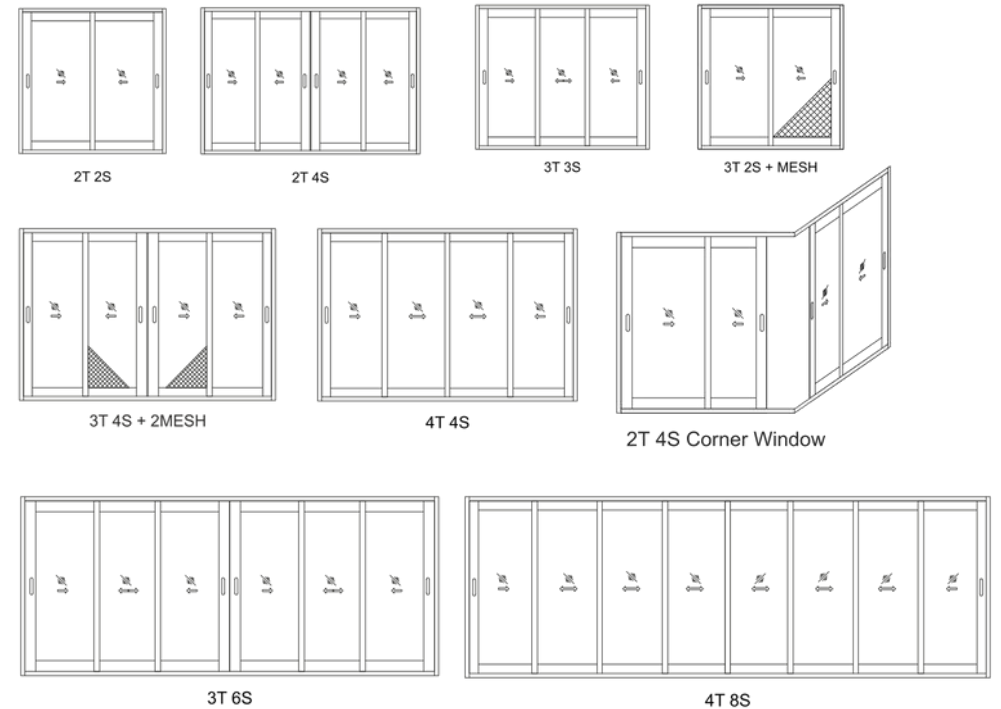 2T 2S
2T 4S
3T 3S
3T 2S + MESH
3T 4S + 2MESH
4T 4S
2T 4S Corner Window
3T 6S
4T 8S